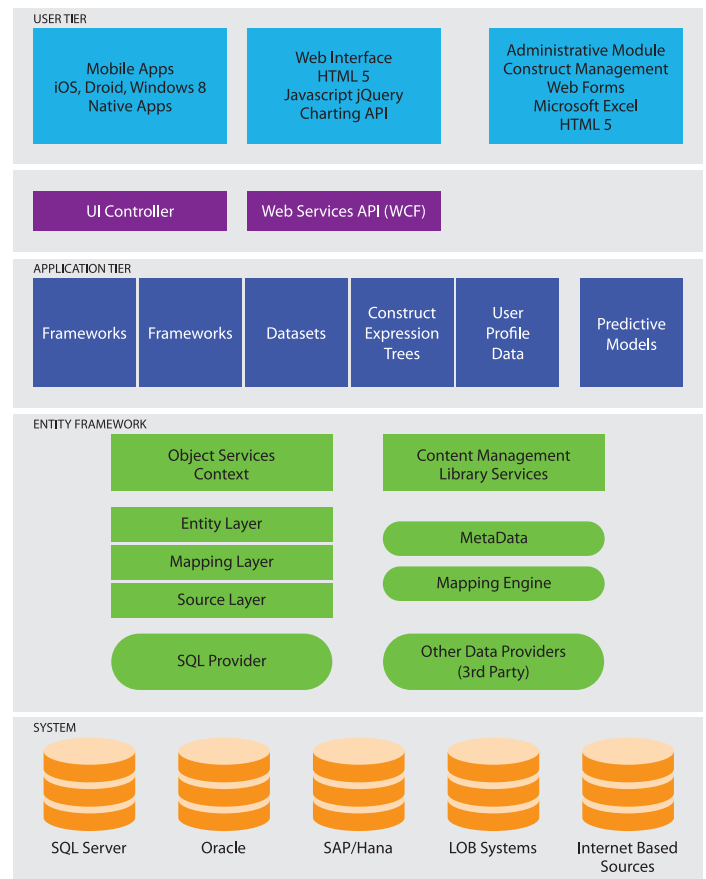 USER TIER
Mobile Apps
iOS, Droid, Windows 8
Native Apps
Web Interface
HTML 5
Javascript jQuery
Charting API
Administrative Module
Construct Management
Web Forms
Microsoft Excel
HTML 5
UI Controller
Web Services API (WCF)
APPLICATION TIER
Frameworks
Frameworks
Datasets
Construct
Expression
Trees
User
Profile
Data
Predictive
Models
ENTITY FRAMEWORK
Object Services
Context
Content Management
Library Services
Entity Layer
Mapping Layer
Source Layer
MetaData
Mapping Engine
SQL Provider
Other Data Providers
(3rd Party)
SYSTEM
SQL Server
Oracle
SAP/Hana
LOB Systems
Internet Based
Sources